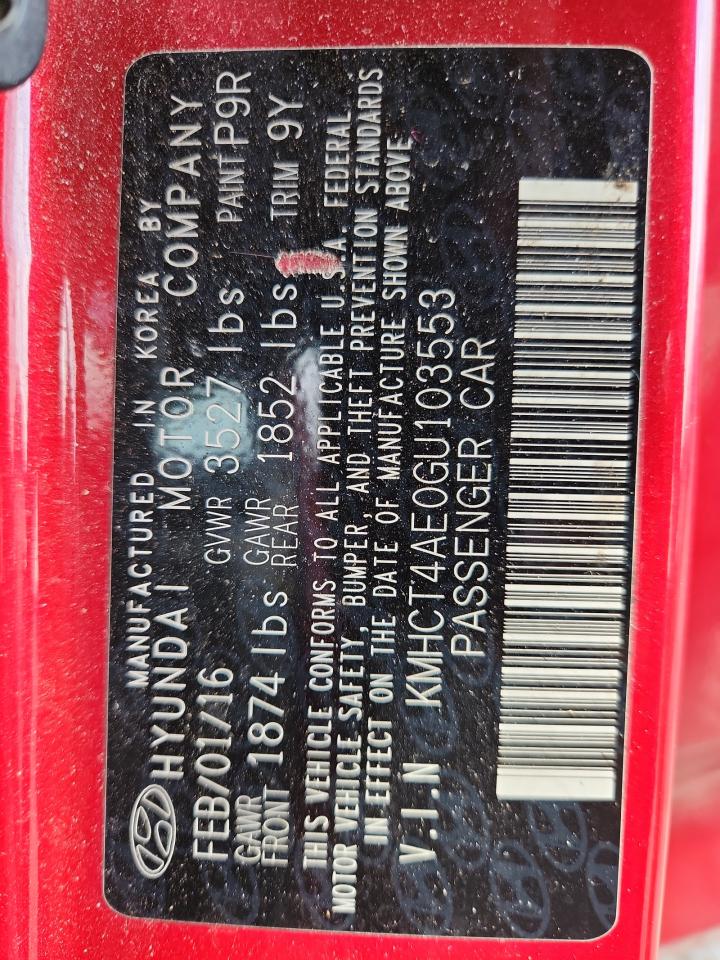 MANUFACTURED IN KOREA BY
HYUNDAI MOTOR COMPANY
FEB/01/16 GVWR 3527 lbs PAINT P9R
GAWR FRONT 1874 lbs GAWR REAR 1852 lbs TRIM 9Y
THIS VEHICLE CONFORMS TO ALL APPLICABLE U.S.A. FEDERAL
MOTOR VEHICLE SAFETY, BUMPER, AND THEFT PREVENTION STANDARDS
IN EFFECT ON THE DATE OF MANUFACTURE SHOWN ABOVE
V.I.N KMHCT4AE0GU103553
PASSENGER CAR